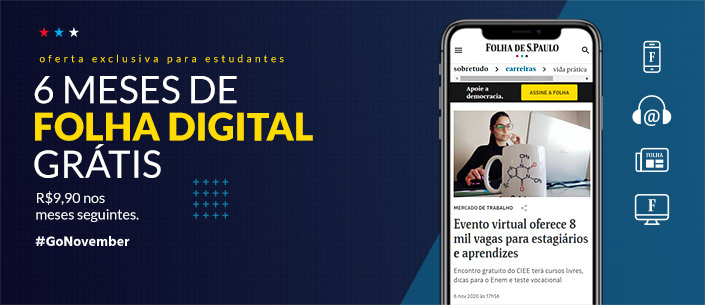 oferta exclusiva para estudantes
6 MESES DE
FOLHA DIGITAL
GRÁTIS
R$9,90 nos
meses seguintes.
#GoNovember
FOLHA DE S.PAULO
sobretudo > carreiras > vida prática
Apoie a
democracia.
ASSINE A FOLHA
MERCADO DE TRABALHO
Evento virtual oferece 8
mil vagas para estagiários
e aprendizes
Encontro gratuito do CIEE terá cursos livres,
dicas para o Enem e teste vocacional
6.nov.2020 às 17h56
F
@
FOLHA
F
F